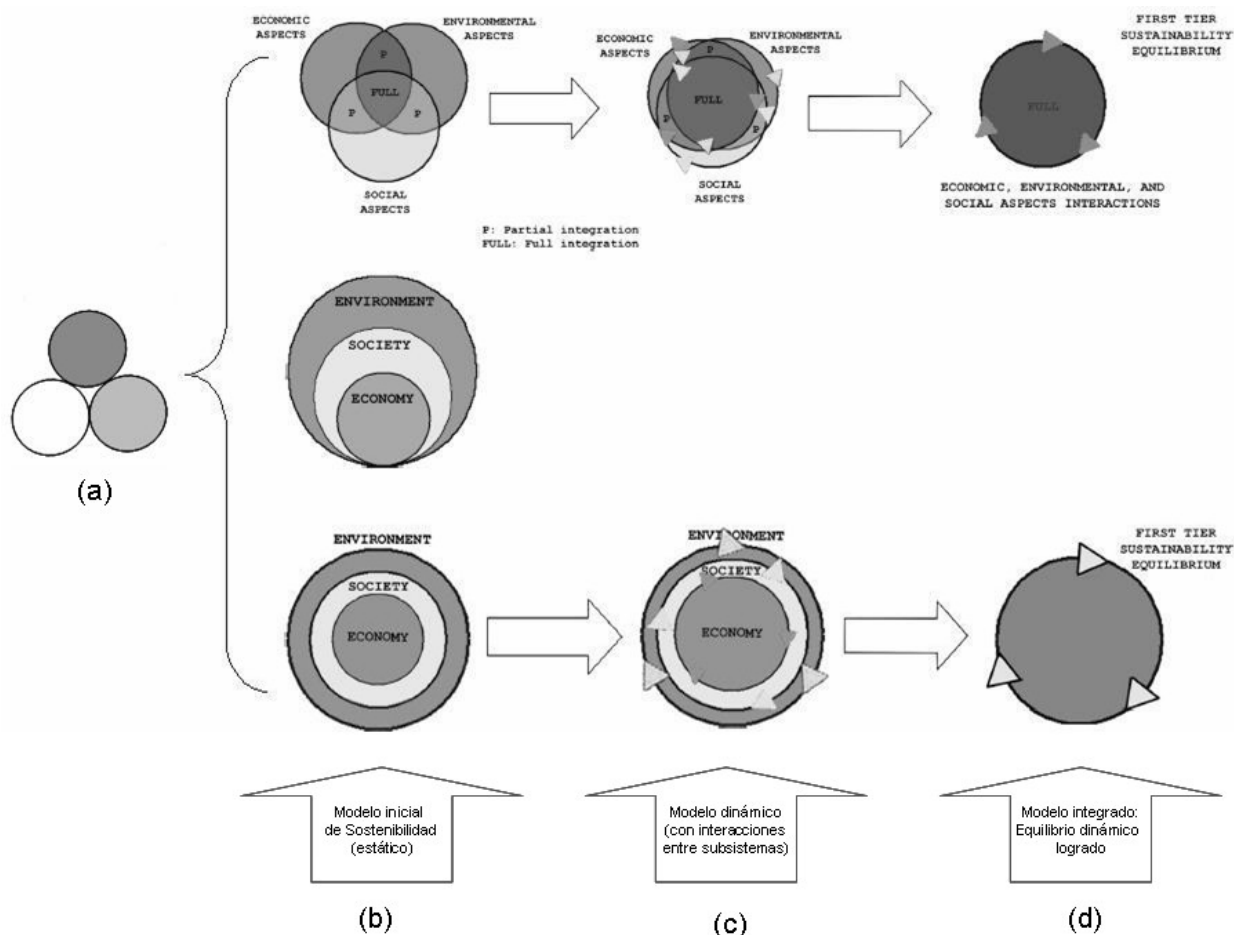 ECONOMIC
ASPECTS
ENVIRONMENTAL
ASPECTS
P
FULL
P
P
SOCIAL
ASPECTS
ECONOMIC
ASPECTS
ENVIRONMENTAL
ASPECTS
P
FULL
P
P
SOCIAL
ASPECTS
P: Partial integration
FULL: Full integration
FIRST TIER
SUSTAINABILITY
EQUILIBRIUM
FULL
ECONOMIC, ENVIRONMENTAL, AND
SOCIAL ASPECTS INTERACTIONS
ENVIRONMENT
SOCIETY
ECONOMY
(a)
ENVIRONMENT
SOCIETY
ECONOMY
ENVIRONMENT
SOCIETY
ECONOMY
FIRST TIER
SUSTAINABILITY
EQUILIBRIUM
Modelo inicial
de Sostenibilidad
(estático)
Modelo dinámico
(con interacciones
entre subsistemas)
Modelo integrado:
Equilibrio dinámico
logrado
(b)
(c)
(d)